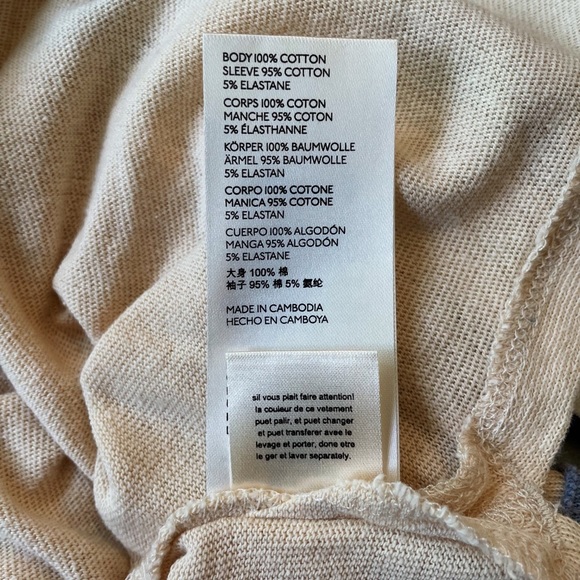 BODY 100% COTTON
SLEEVE 95% COTTON
5% ELASTANE
CORPS 100% COTON
MANCHE 95% COTON
5% ÉLASTHANNE
KÖRPER 100% BAUMWOLLE
ÄRMEL 95% BAUMWOLLE
5% ELASTAN
CORPO 100% COTONE
MANICA 95% COTONE
5% ELASTAN
CUERPO 100% ALGODÓN
MANGA 95% ALGODÓN
5% ELASTANE
大身 100% 棉
袖子 95% 棉 5% 氨纶
MADE IN CAMBODIA
HECHO EN CAMBOYA
sil vous plait faire attention!
la couieur de ce vetement
puet palir, et puet changer
et puet transferer avec le
levage et porter, donc etre
le ger et laver separately.